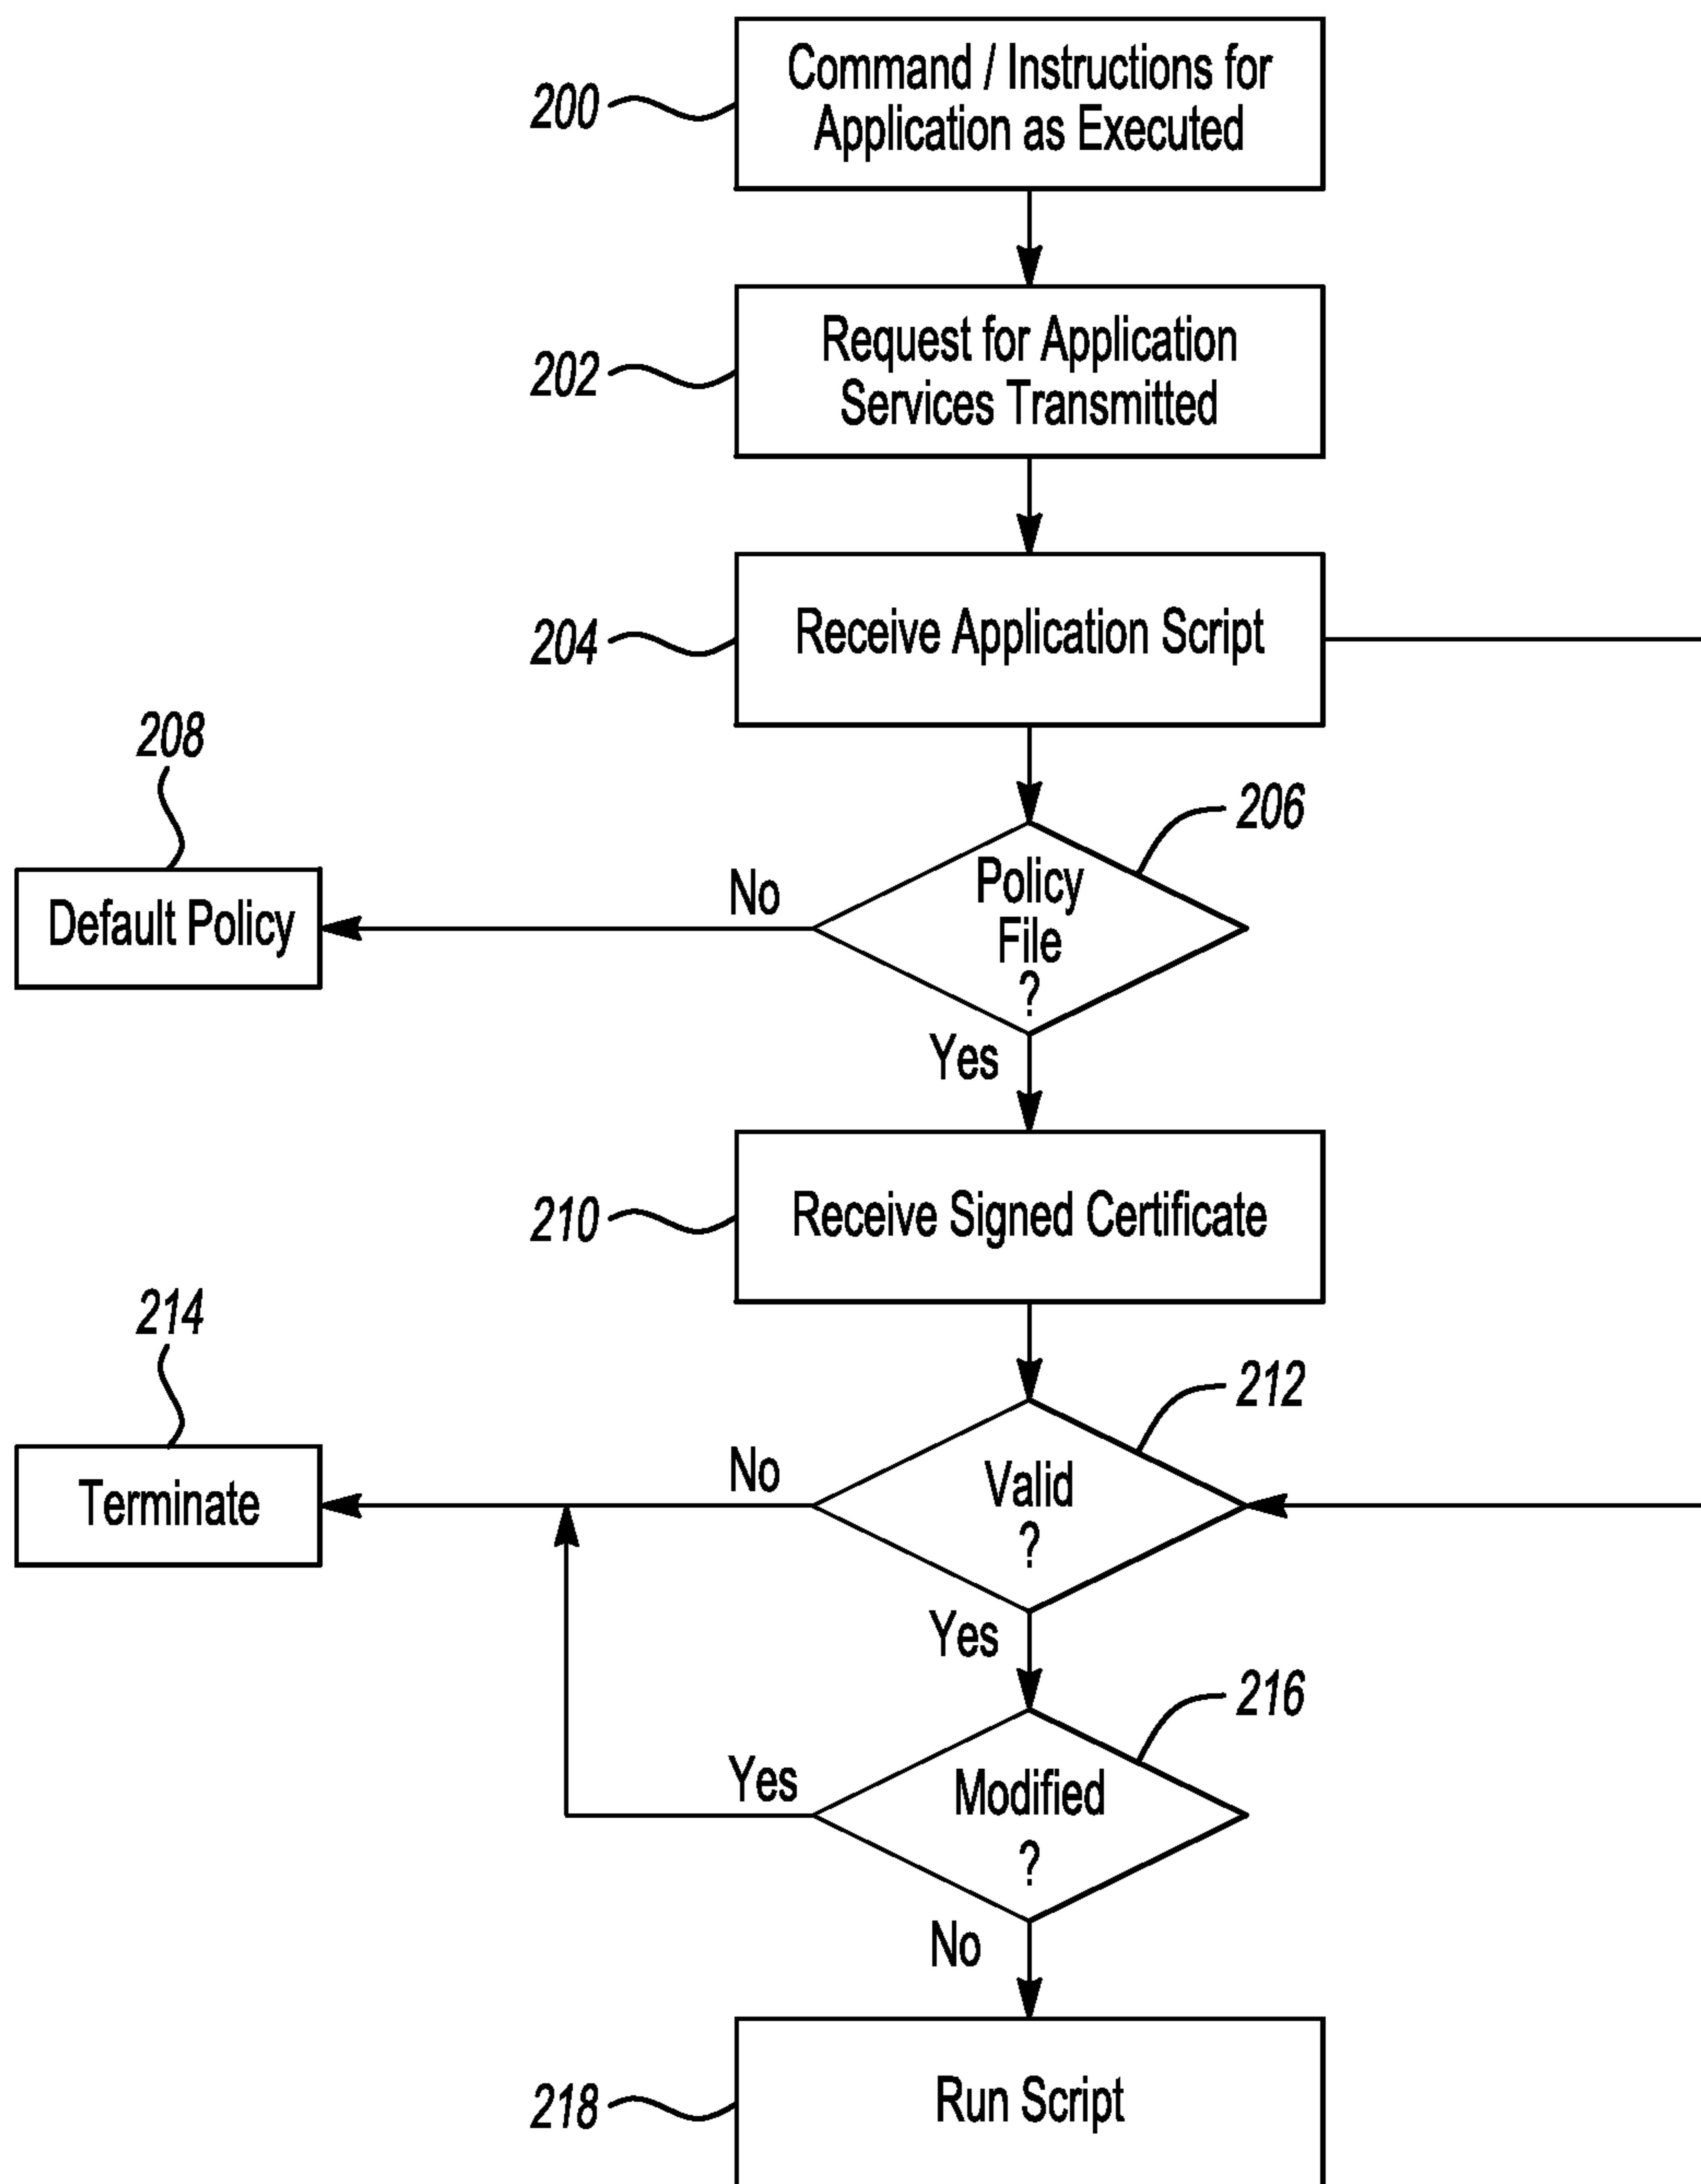 Command / Instructions for
Application as Executed
200
Request for Application
Services Transmitted
202
Receive Application Script
204
208
206
Policy
File
?
No
Default Policy
Yes
Receive Signed Certificate
210
214
212
Valid
?
No
Terminate
Yes
216
Modified
?
Yes
No
Run Script
218